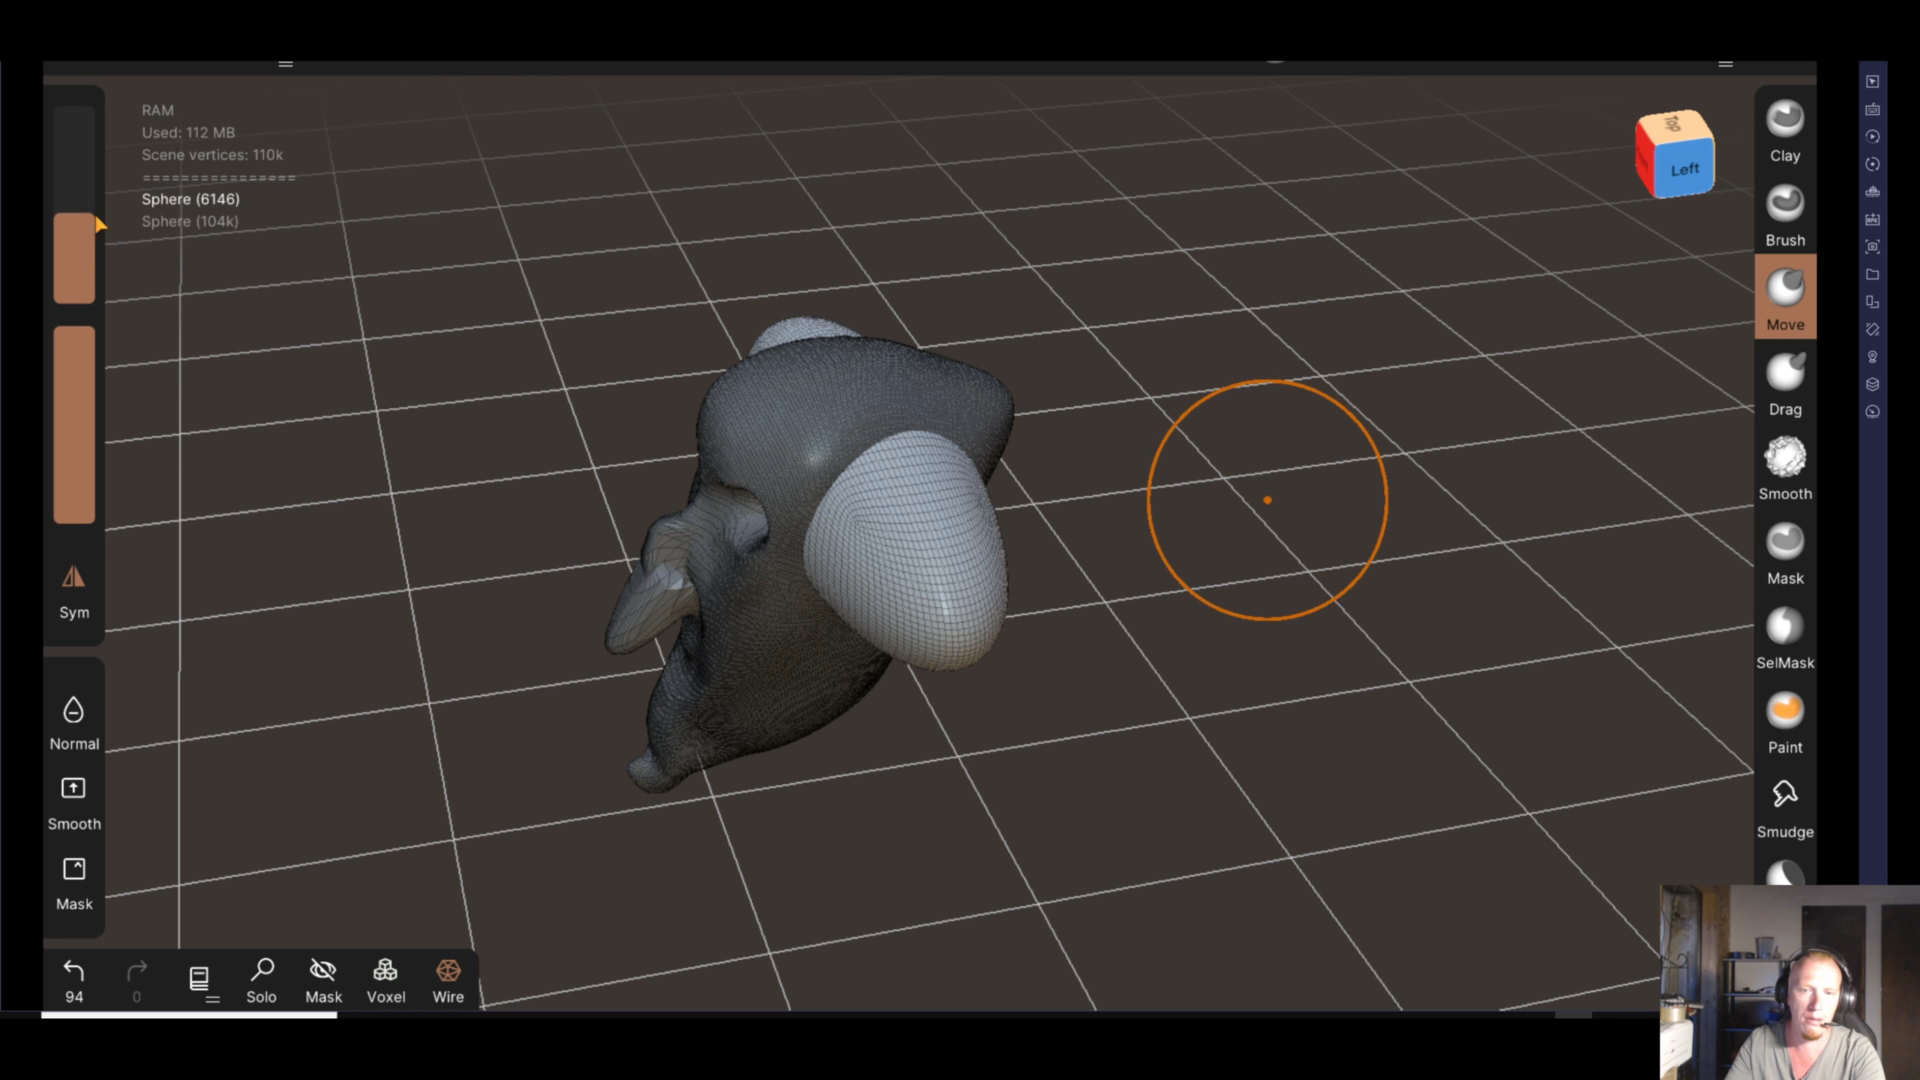 RAM
Used: 112 MB
Scene vertices: 110k
================
Sphere (6146)
Sphere (104k)
Top
Left
Clay
Brush
Move
Drag
Smooth
Mask
SelMask
Paint
Smudge
Sym
Normal
Smooth
Mask
94
0
Solo
Mask
Voxel
Wire